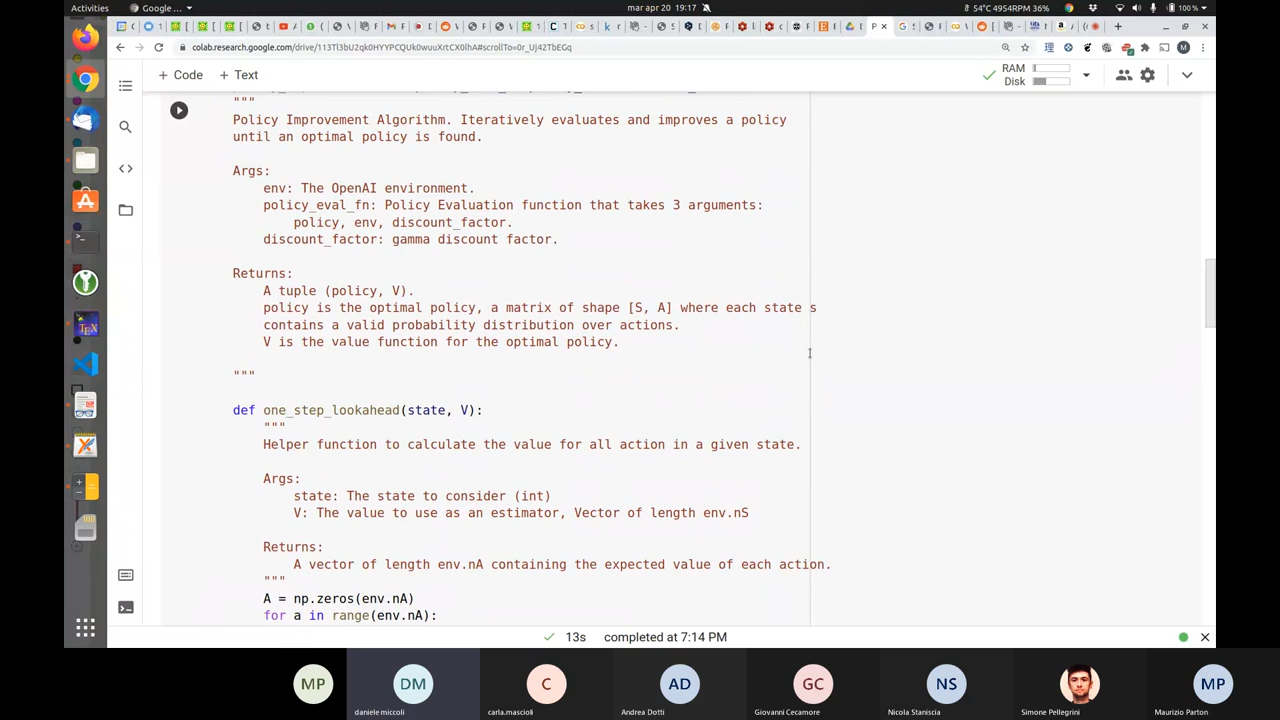 Activities
Google ...
mar apr 20 19:17
54°C 4954RPM 36%
100 %
colab.research.google.com/drive/113Tl3bU2qk0HYYPCQUk0wuuXrtCX0lhA#scrollTo=0r_Uj42TbEGq
+ Code + Text
RAM
Disk
"""
Policy Improvement Algorithm. Iteratively evaluates and improves a policy
until an optimal policy is found.
Args:
env: The OpenAI environment.
policy_eval_fn: Policy Evaluation function that takes 3 arguments:
policy, env, discount_factor.
discount_factor: gamma discount factor.
Returns:
A tuple (policy, V).
policy is the optimal policy, a matrix of shape [S, A] where each state s
contains a valid probability distribution over actions.
V is the value function for the optimal policy.
"""
def one_step_lookahead(state, V):
"""
Helper function to calculate the value for all action in a given state.
Args:
state: The state to consider (int)
V: The value to use as an estimator, Vector of length env.nS
Returns:
A vector of length env.nA containing the expected value of each action.
"""
A = np.zeros(env.nA)
for a in range(env.nA):
13s completed at 7:14 PM
MP
DM
C
AD
GC
NS
MP
daniele miccoli
carla.mascioli
Andrea Dotti
Giovanni Cecamore
Nicola Staniscia
Simone Pellegrini
Maurizio Parton